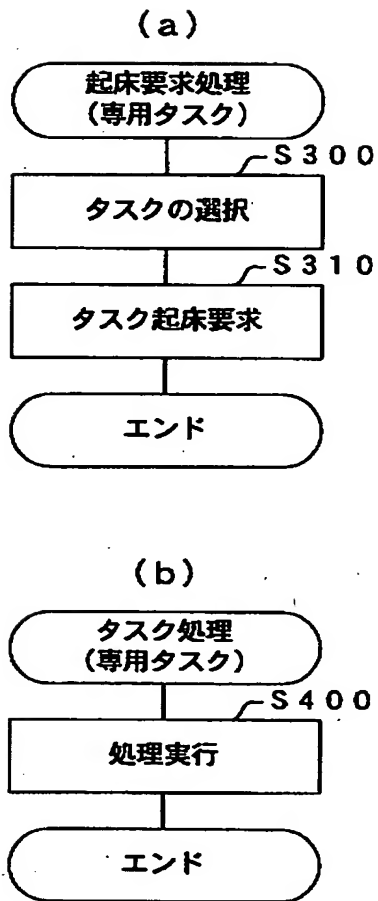 (a)
起床要求処理
(専用タスク)
S300
タスクの選択
S310
タスク起床要求
エンド
(b)
タスク処理
(専用タスク)
S400
処理実行
エンド